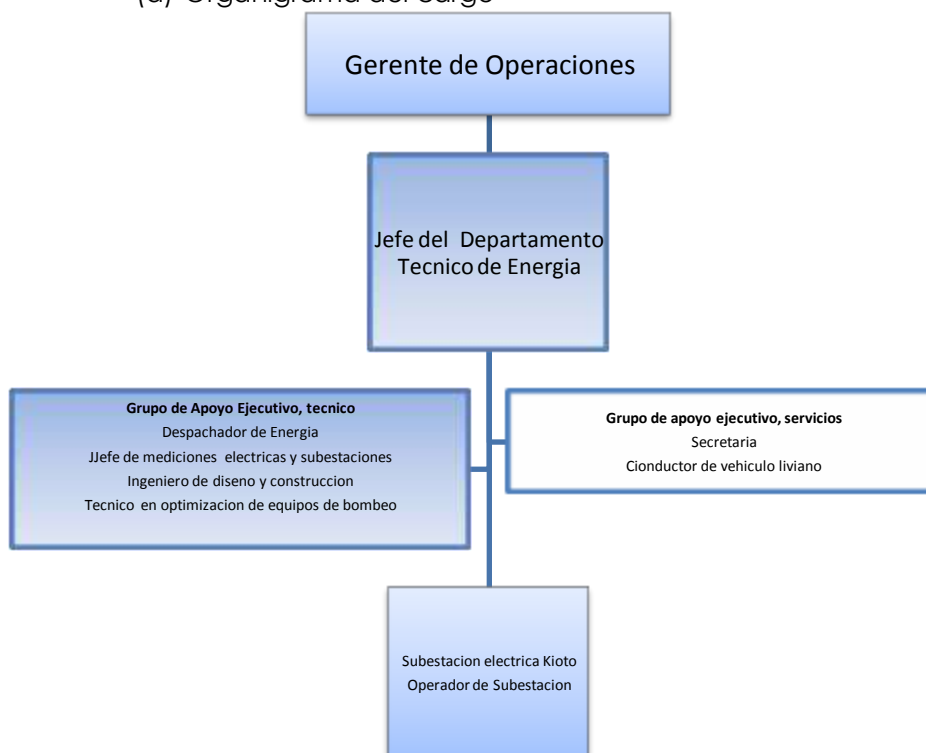 (d) Organigrama del cargo
Gerente de Operaciones
Jefe del Departamento
Tecnico de Energia
Grupo de Apoyo Ejecutivo, tecnico
Despachador de Energia
JJefe de mediciones electricas y subestaciones
Ingeniero de diseno y construccion
Tecnico en optimizacion de equipos de bombeo
Grupo de apoyo ejecutivo, servicios
Secretaria
Cionductor de vehiculo liviano
Subestacion electrica Kioto
Operador de Subestacion